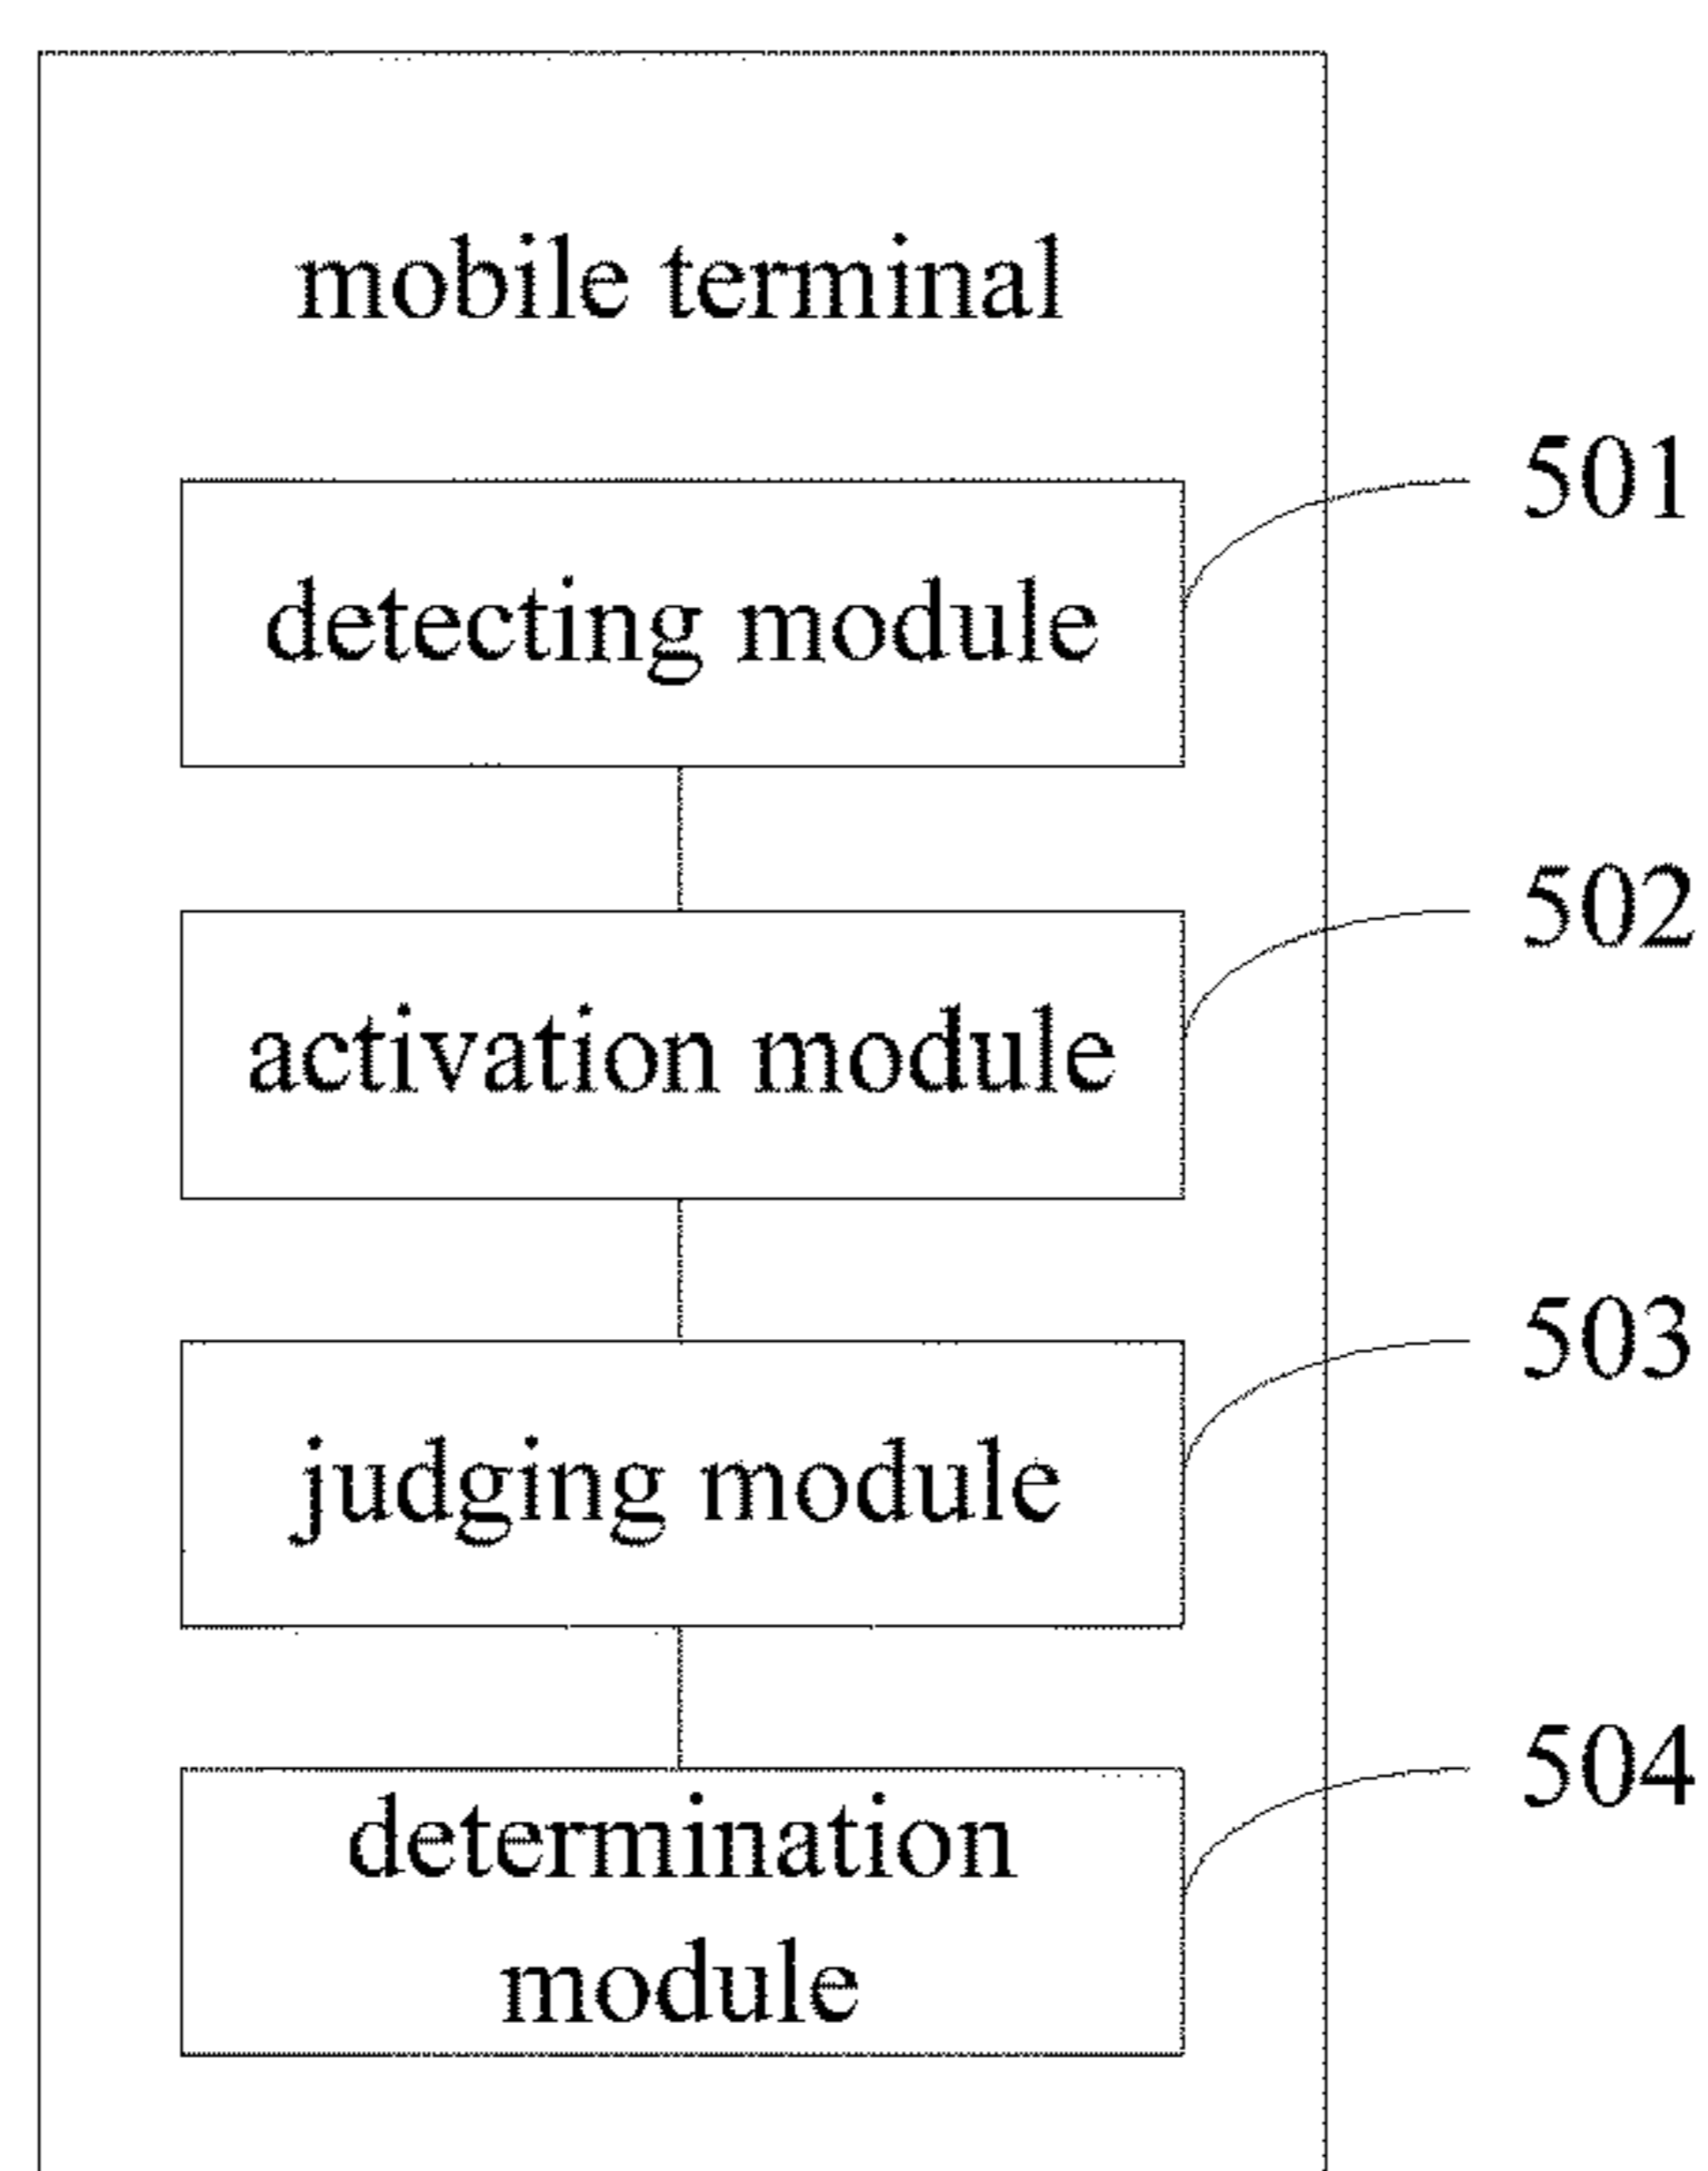 mobile terminal
501
detecting module
502
activation module
503
judging module
504
determination
module